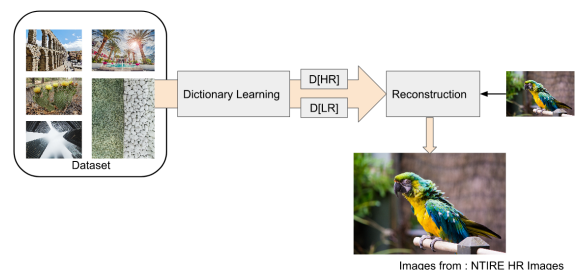 D[HR]
Dictionary Learning
Reconstruction
D[LR]
Dataset
Images from : NTIRE HR Images